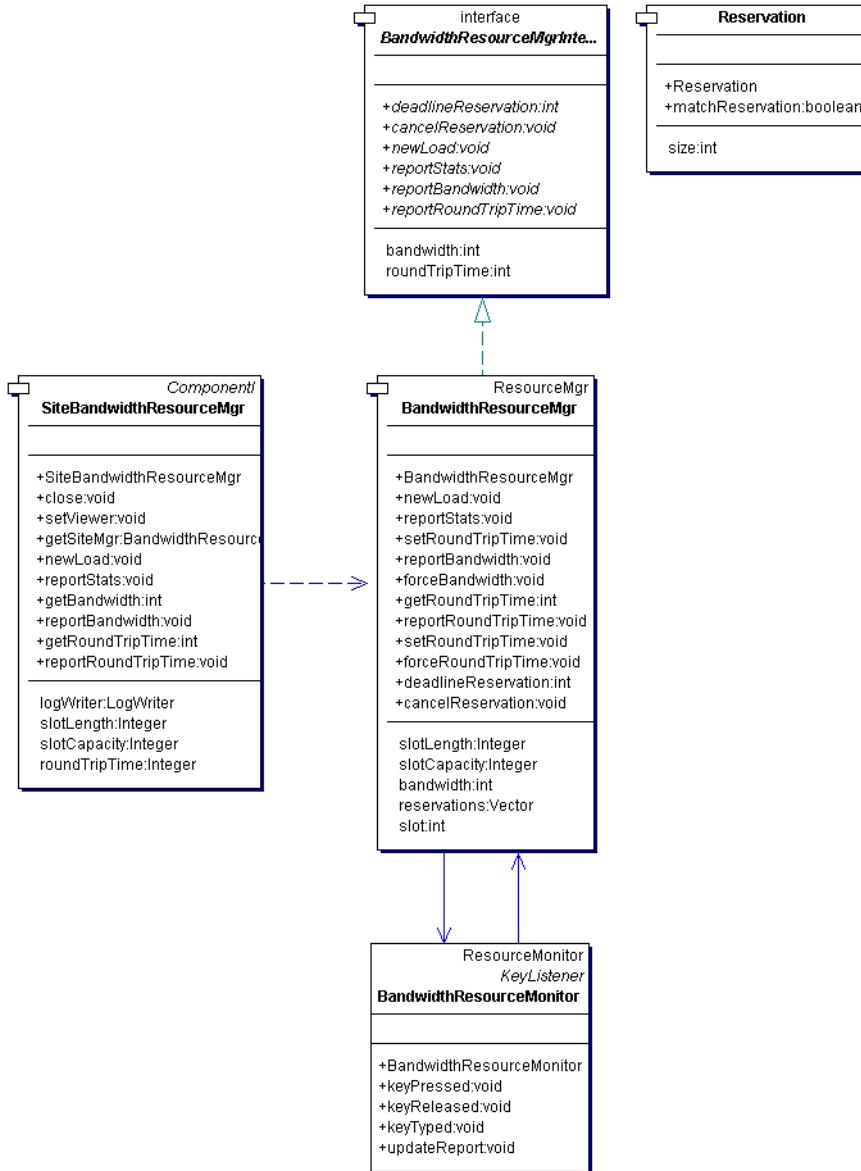 interface
BandwidthResourceMgrInte...
+deadlineReservation:int
+cancelReservation:void
+newLoad:void
+reportStats:void
+reportBandwidth:void
+reportRoundTripTime:void
bandwidth:int
roundTripTime:int
Reservation
+Reservation
+matchReservation:boolean
size:int
ComponentI
SiteBandwidthResourceMgr
+SiteBandwidthResourceMgr
+close:void
+setViewer:void
+getSiteMgr:BandwidthResource
+newLoad:void
+reportStats:void
+getBandwidth:int
+reportBandwidth:void
+getRoundTripTime:int
+reportRoundTripTime:void
logWriter:LogWriter
slotLength:Integer
slotCapacity:Integer
roundTripTime:Integer
ResourceMgr
BandwidthResourceMgr
+BandwidthResourceMgr
+newLoad:void
+reportStats:void
+setRoundTripTime:void
+reportBandwidth:void
+forceBandwidth:void
+getRoundTripTime:int
+reportRoundTripTime:void
+setRoundTripTime:void
+forceRoundTripTime:void
+deadlineReservation:int
+cancelReservation:void
slotLength:Integer
slotCapacity:Integer
bandwidth:int
reservations:Vector
slot:int
ResourceMonitor
KeyListener
BandwidthResourceMonitor
+BandwidthResourceMonitor
+keyPressed:void
+keyReleased:void
+keyTyped:void
+updateReport:void